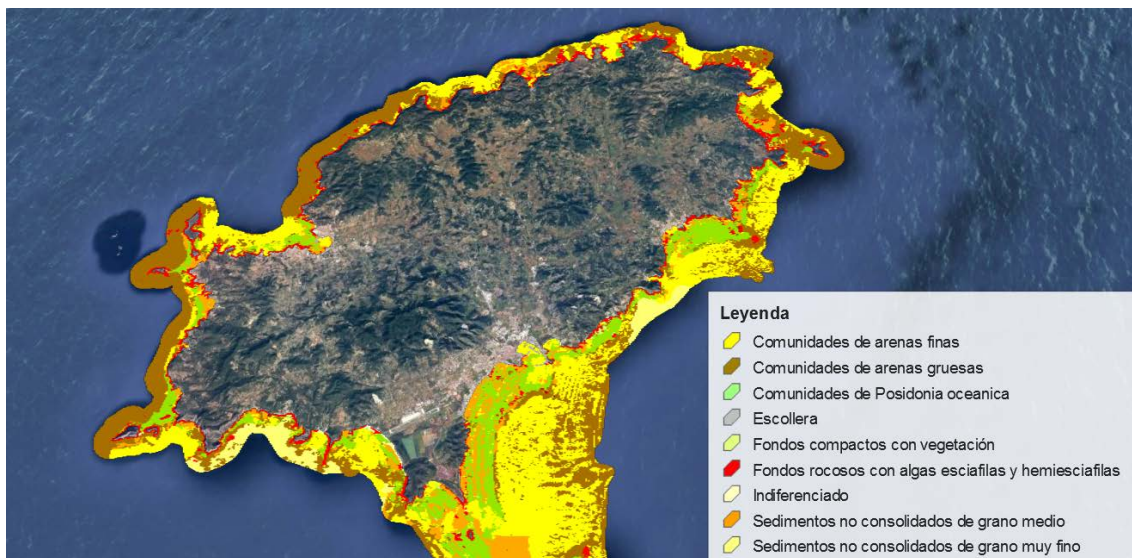 Leyenda
Comunidades de arenas finas
Comunidades de arenas gruesas
Comunidades de Posidonia oceanica
Escollera
Fondos compactos con vegetación
Fondos rocosos con algas esciafilas y hemiesciafilas
Indiferenciado
Sedimentos no consolidados de grano medio
Sedimentos no consolidados de grano muy fino